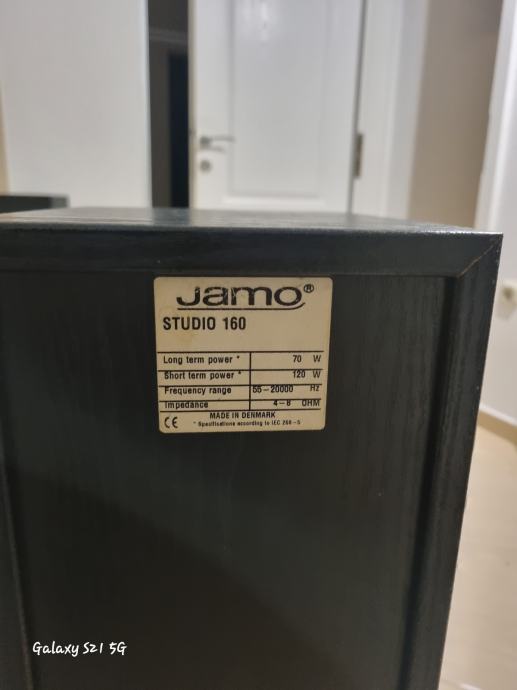 Jamo®
STUDIO 160
Long term power * 70 W
Short term power * 120 W
Frequency range 55-20000 Hz
Impedance 4-8 OHM
MADE IN DENMARK
CE * Specifications according to IEC 268-5
Galaxy S21 5G